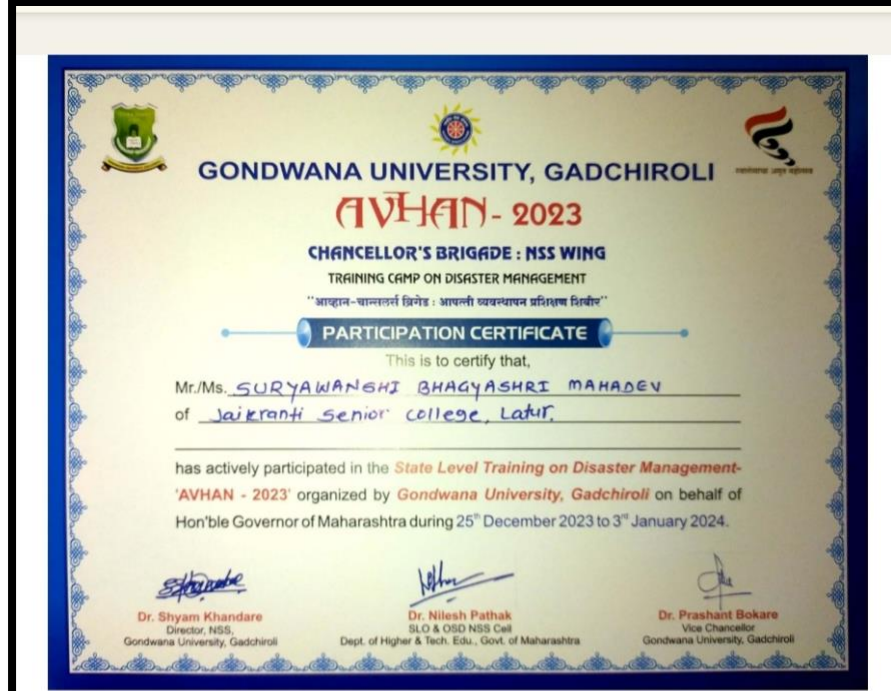 GONDWANA UNIVERSITY, GADCHIROLI
AVHAN - 2023
CHANCELLOR'S BRIGADE : NSS WING
TRAINING CAMP ON DISASTER MANAGEMENT
"आव्हान-चान्सलर्स ब्रिगेड : आपत्ती व्यवस्थापन प्रशिक्षण शिबीर"
PARTICIPATION CERTIFICATE
This is to certify that,
Mr./Ms. SURYAWANSHI BHAGYASHRI MAHADEV
of Jaikranti Senior College, Latur.
has actively participated in the State Level Training on Disaster Management-
'AVHAN - 2023' organized by Gondwana University, Gadchiroli on behalf of
Hon'ble Governor of Maharashtra during 25th December 2023 to 3rd January 2024.
Dr. Shyam Khandare
Director, NSS,
Gondwana University, Gadchiroli
Dr. Nilesh Pathak
SLO & OSD NSS Cell
Dept. of Higher & Tech. Edu., Govt. of Maharashtra
Dr. Prashant Bokare
Vice Chancellor
Gondwana University, Gadchiroli